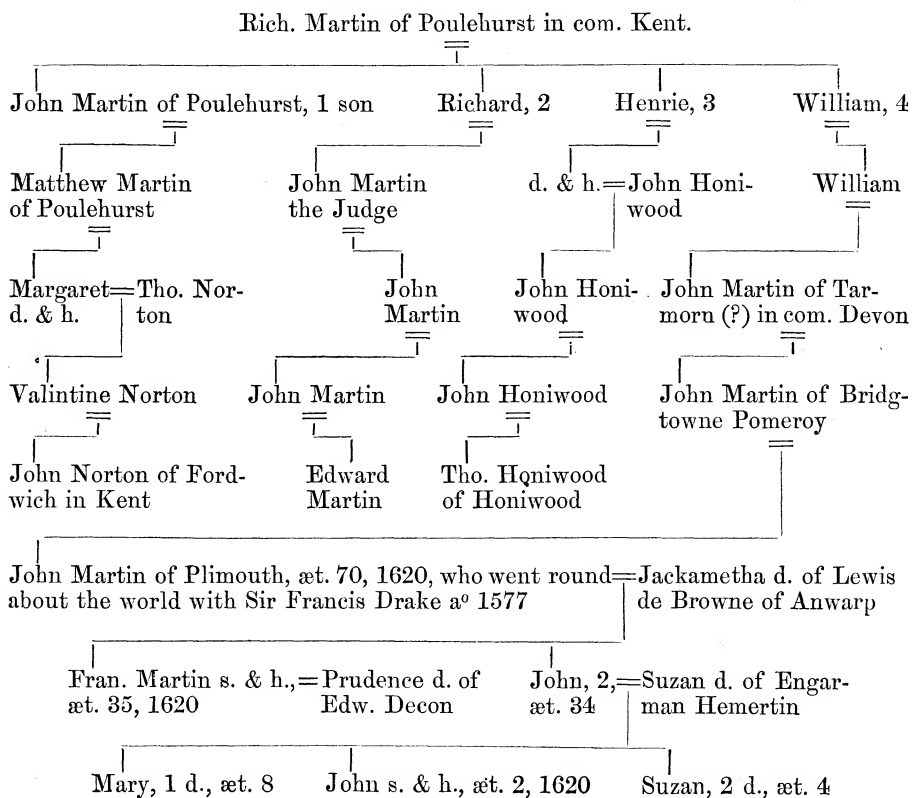 Rich. Martin of Poulehurst in com. Kent.
John Martin of Poulehurst, 1 son
Richard, 2
Henrie, 3
William, 4
Matthew Martin
of Poulehurst
John Martin
the Judge
d. & h.=John Honi-
wood
William
Margaret=Tho. Nor-
d. & h. ton
John
Martin
John Honi-
wood
John Martin of Tar-
morn (?) in com. Devon
Valintine Norton
John Martin
John Honiwood
John Martin of Bridg-
towne Pomeroy
John Norton of Ford-
wich in Kent
Edward
Martin
Tho. Honiwood
of Honiwood
John Martin of Plimouth, æt. 70, 1620, who went round=Jackametha d. of Lewis
about the world with Sir Francis Drake aº 1577 de Browne of Anwarp
Fran. Martin s. & h.,=Prudence d. of
æt. 35, 1620 Edw. Decon
John, 2,=Suzan d. of Engar-
æt. 34 man Hemertin
Mary, 1 d., æt. 8
John s. & h., æt. 2, 1620
Suzan, 2 d., æt. 4